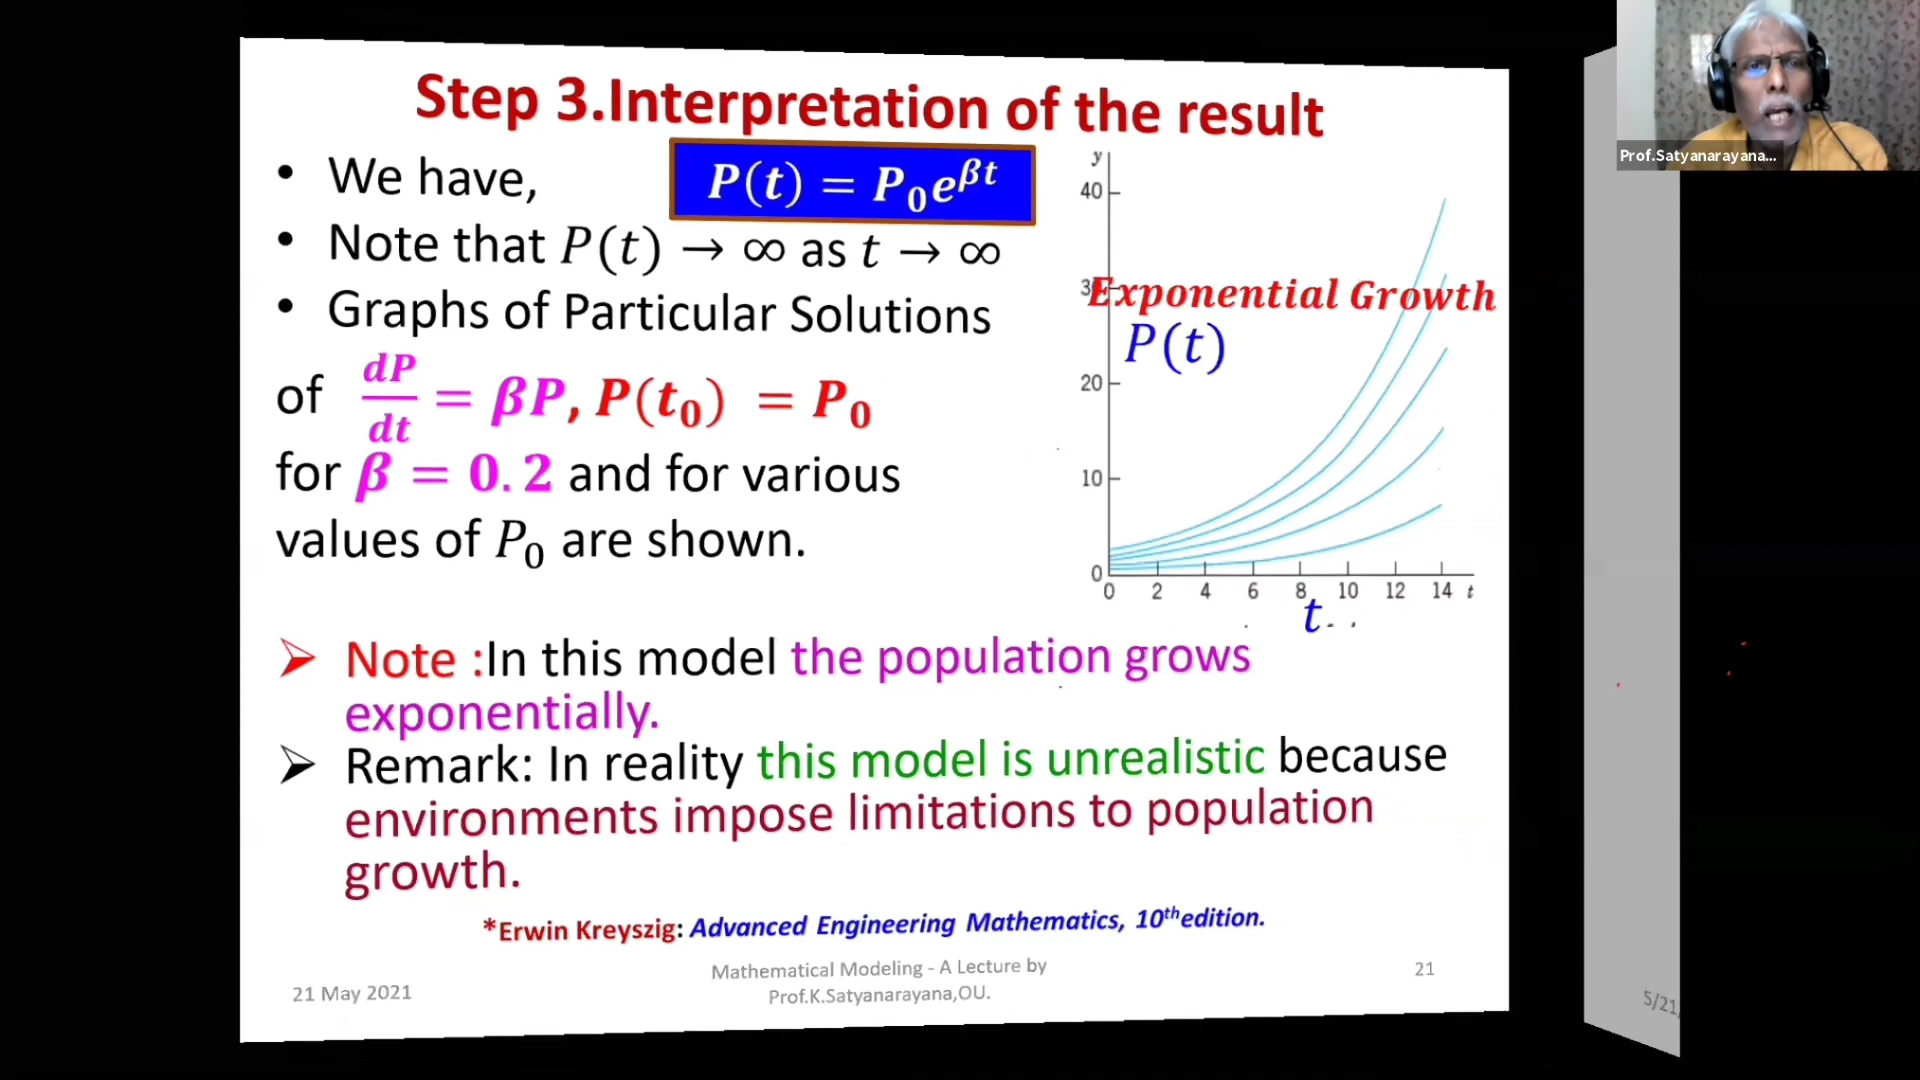 Step 3.Interpretation of the result
• We have, P(t) = P₀e^{βt}
• Note that P(t) → ∞ as t → ∞
• Graphs of Particular Solutions
of dP/dt = βP, P(t₀) = P₀
for β = 0.2 and for various
values of P₀ are shown.
y
40
30
Exponential Growth
P(t)
20
10
0
0 2 4 6 8 10 12 14 t
t
➢ Note :In this model the population grows
exponentially.
➢ Remark: In reality this model is unrealistic because
environments impose limitations to population
growth.
*Erwin Kreyszig: Advanced Engineering Mathematics, 10th edition.
21 May 2021
Mathematical Modeling - A Lecture by
Prof.K.Satyanarayana,OU.
21
Prof.Satyanarayana...
5/21